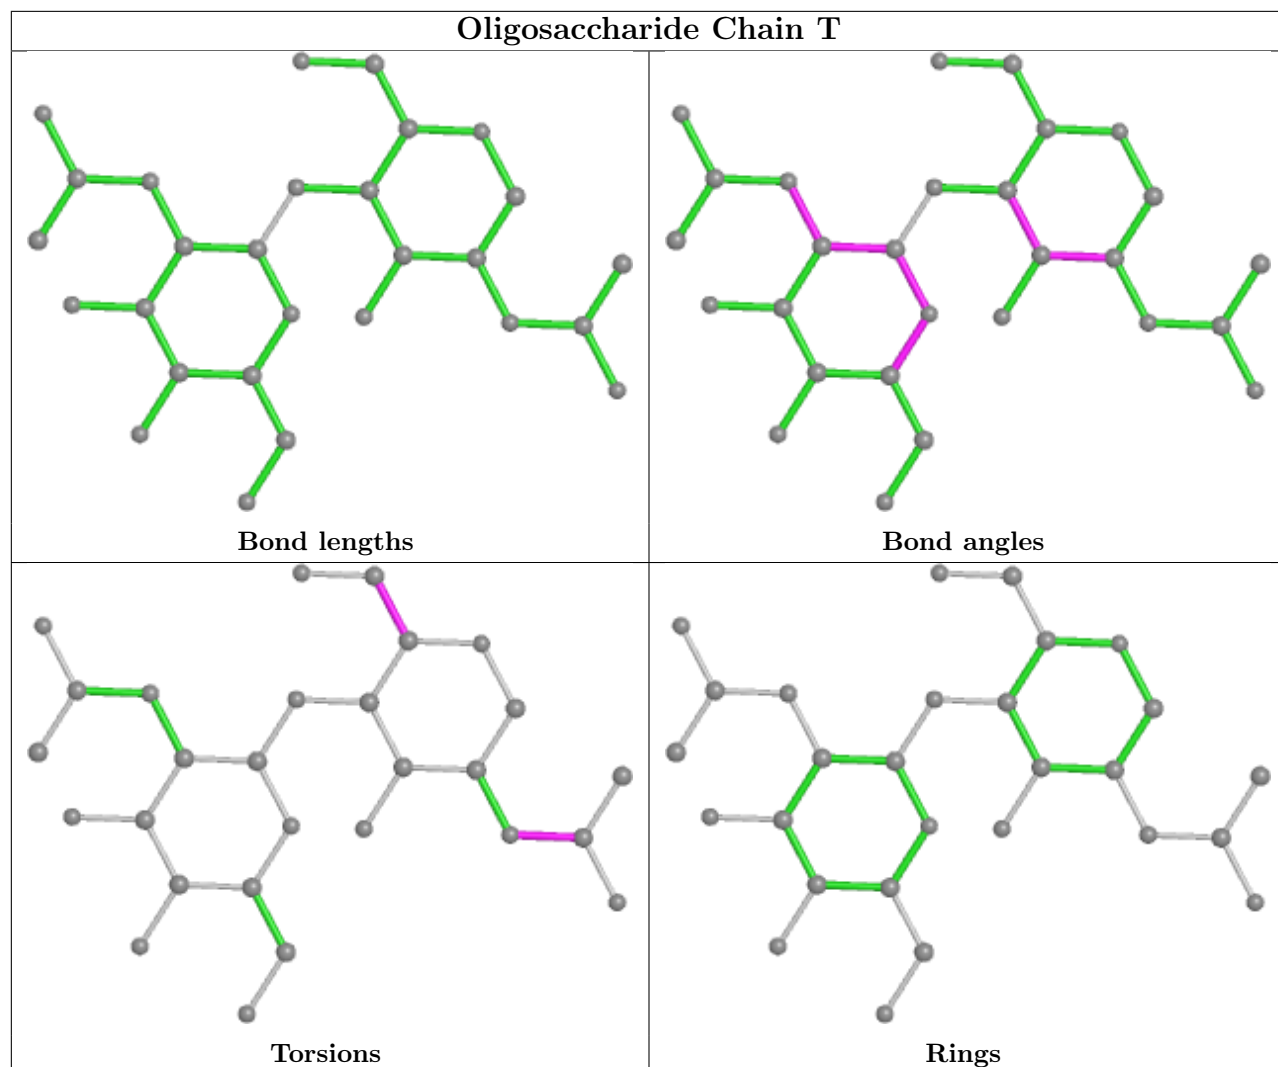 Oligosaccharide Chain T
Bond lengths
Bond angles
Torsions
Rings